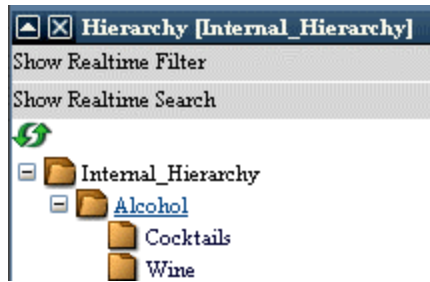 Hierarchy [Internal_Hierarchy]
Show Realtime Filter
Show Realtime Search
Internal_Hierarchy
Alcohol
Cocktails
Wine